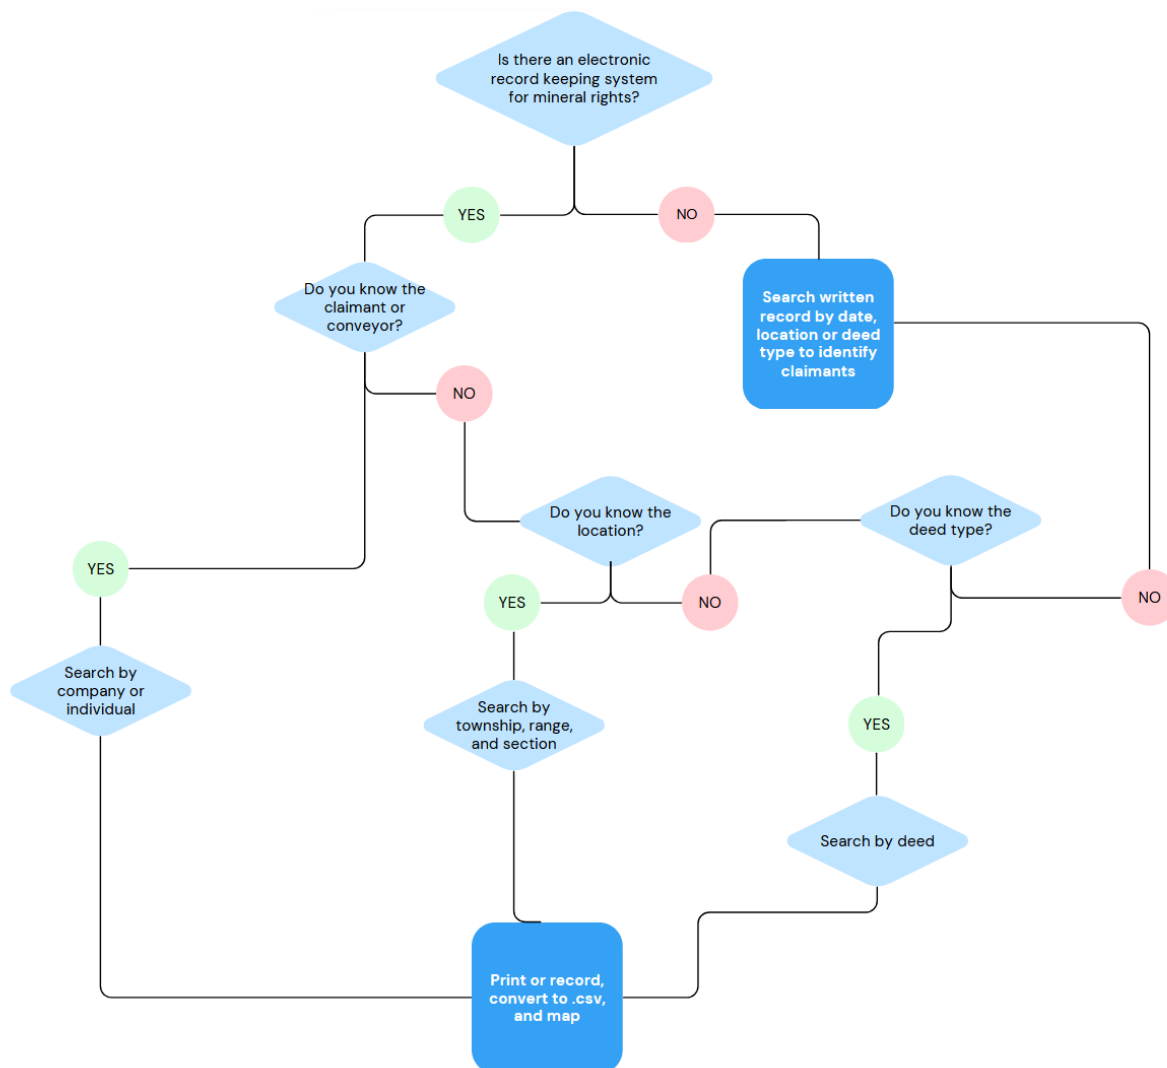 Is there an electronic
record keeping system
for mineral rights?
YES
NO
Do you know the
claimant or
conveyor?
Search written
record by date,
location or deed
type to identify
claimants
NO
Do you know the
location?
Do you know the
deed type?
YES
YES
NO
NO
Search by
company or
individual
Search by
township, range,
and section
YES
Search by deed
Print or record,
convert to .csv,
and map